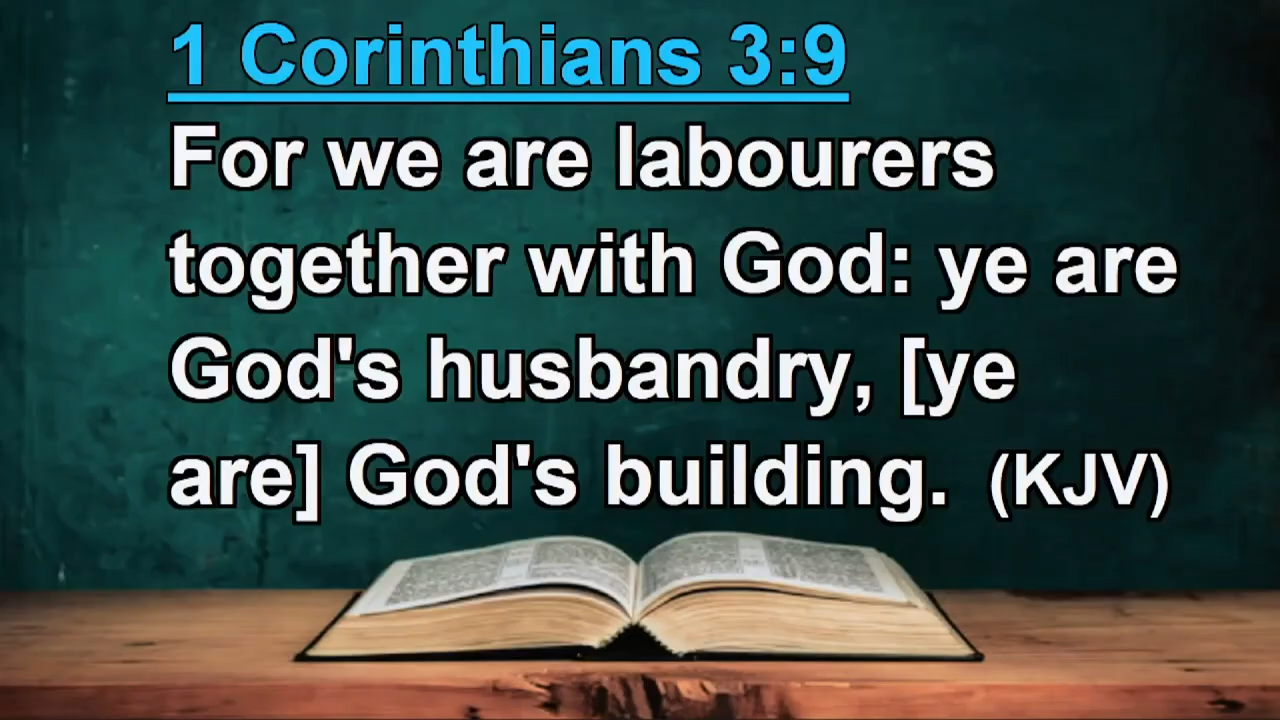 1 Corinthians 3:9
For we are labourers
together with God: ye are
God's husbandry, [ye
are] God's building.  (KJV)